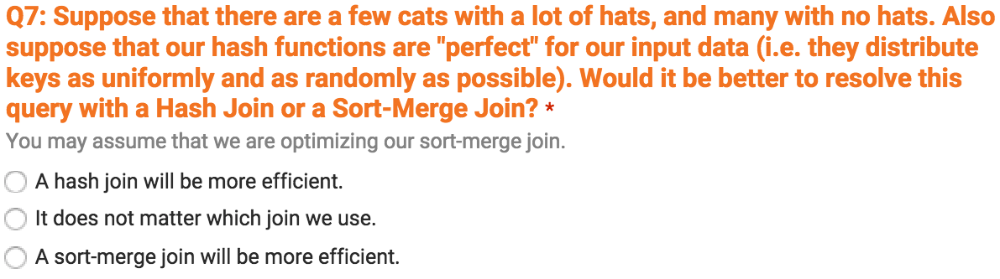 Q7: Suppose that there are a few cats with a lot of hats, and many with no hats. Also
suppose that our hash functions are "perfect" for our input data (i.e. they distribute
keys as uniformly and as randomly as possible). Would it be better to resolve this
query with a Hash Join or a Sort-Merge Join? *
You may assume that we are optimizing our sort-merge join.
A hash join will be more efficient.
It does not matter which join we use.
A sort-merge join will be more efficient.